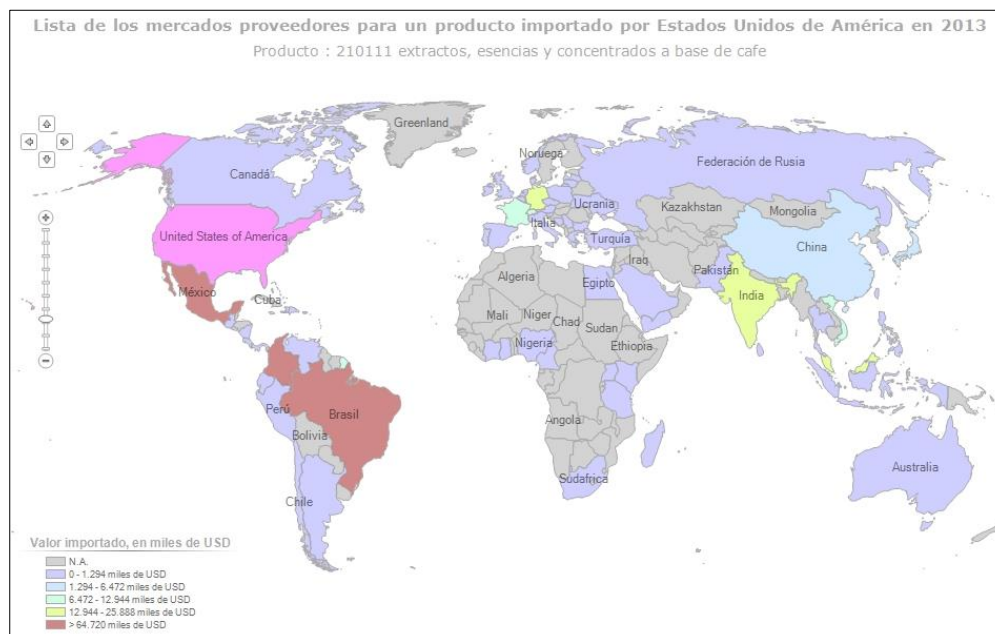 Lista de los mercados proveedores para un producto importado por Estados Unidos de América en 2013
Producto : 210111 extractos, esencias y concentrados a base de cafe
Greenland
Noruega
Canadá
Federación de Rusia
Ucrania
Kazakhstan
Mongolia
United States of America
Italia
Turquía
China
Iraq
Pakistán
México
Cuba
Algeria
Egipto
India
Mali
Niger
Chad
Sudan
Nigeria
Ethiopia
Perú
Brasil
Bolivia
Angola
Australia
Chile
Sudáfrica
Valor importado, en miles de USD
N.A.
0 - 1.294 miles de USD
1.294 - 6.472 miles de USD
6.472 - 12.944 miles de USD
12.944 - 25.888 miles de USD
> 64.720 miles de USD